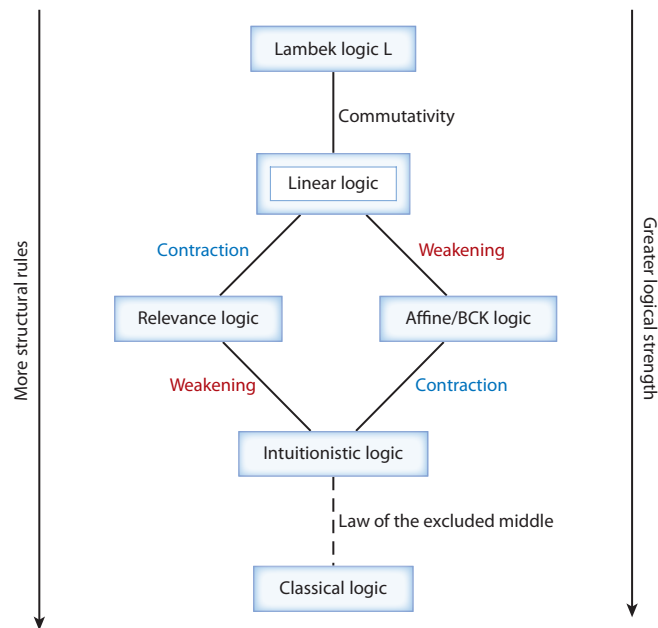 Lambek logic L
Commutativity
Linear logic
Contraction
Weakening
Relevance logic
Affine/BCK logic
Weakening
Contraction
Intuitionistic logic
Law of the excluded middle
Classical logic
More structural rules
Greater logical strength